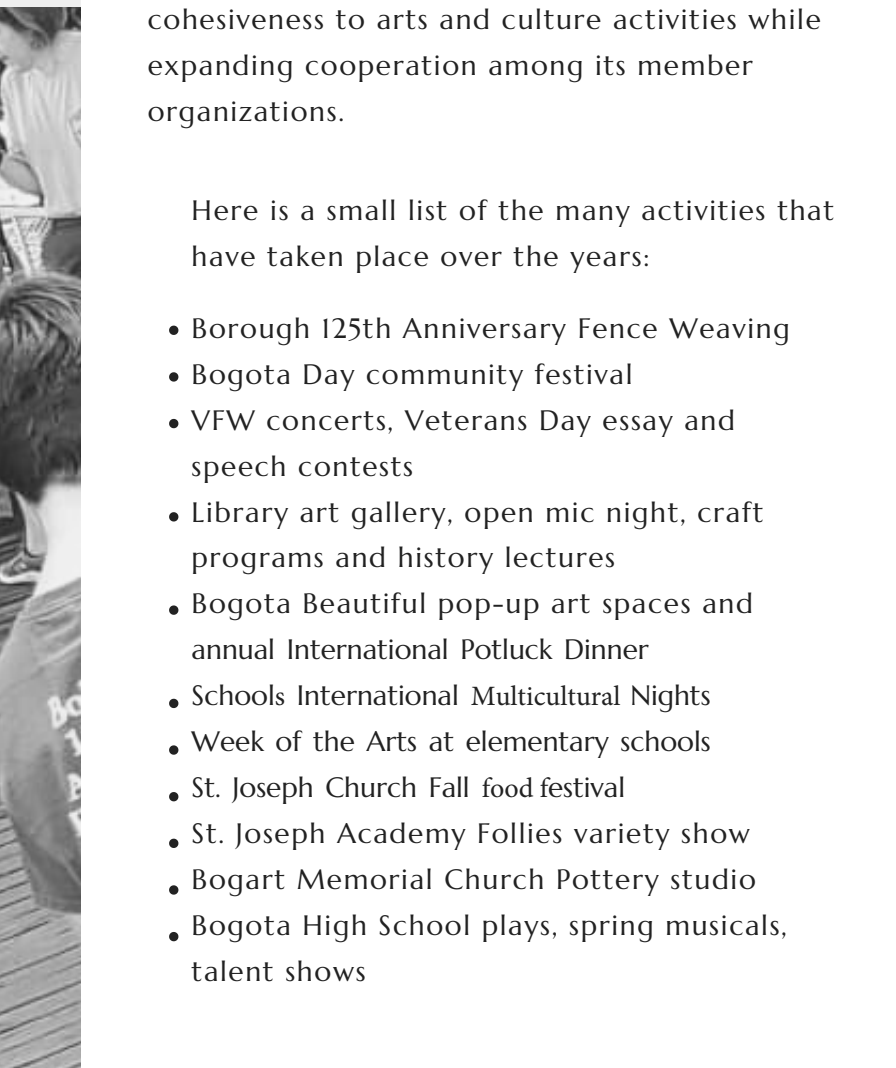 cohesiveness to arts and culture activities while
expanding cooperation among its member
organizations.
Here is a small list of the many activities that
have taken place over the years:
• Borough 125th Anniversary Fence Weaving
• Bogota Day community festival
• VFW concerts, Veterans Day essay and
speech contests
• Library art gallery, open mic night, craft
programs and history lectures
• Bogota Beautiful pop-up art spaces and
annual International Potluck Dinner
• Schools International Multicultural Nights
• Week of the Arts at elementary schools
• St. Joseph Church Fall food festival
• St. Joseph Academy Follies variety show
• Bogart Memorial Church Pottery studio
• Bogota High School plays, spring musicals,
talent shows